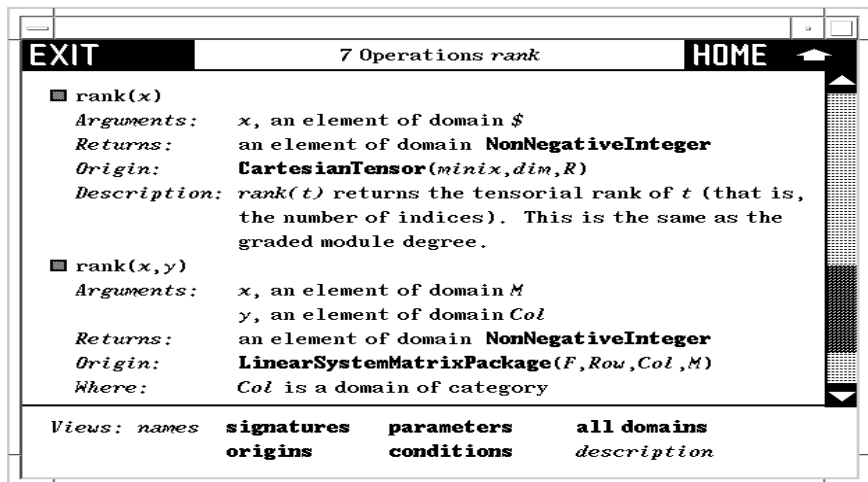 EXIT 7 Operations rank HOME
rank(x)
Arguments: x, an element of domain $
Returns: an element of domain NonNegativeInteger
Origin: CartesianTensor(minix,dim,R)
Description: rank(t) returns the tensorial rank of t (that is,
the number of indices). This is the same as the
graded module degree.
rank(x,y)
Arguments: x, an element of domain M
y, an element of domain Col
Returns: an element of domain NonNegativeInteger
Origin: LinearSystemMatrixPackage(F,Row,Col,M)
Where: Col is a domain of category
Views: names signatures parameters all domains
origins conditions description